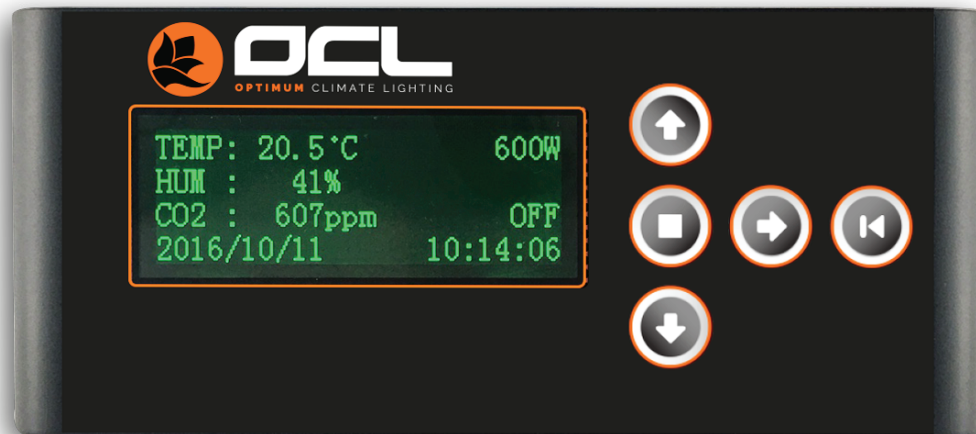 OCL
OPTIMUM CLIMATE LIGHTING
TEMP: 20.5°C 600W
HUM : 41%
CO2 : 607ppm OFF
2016/10/11 10:14:06